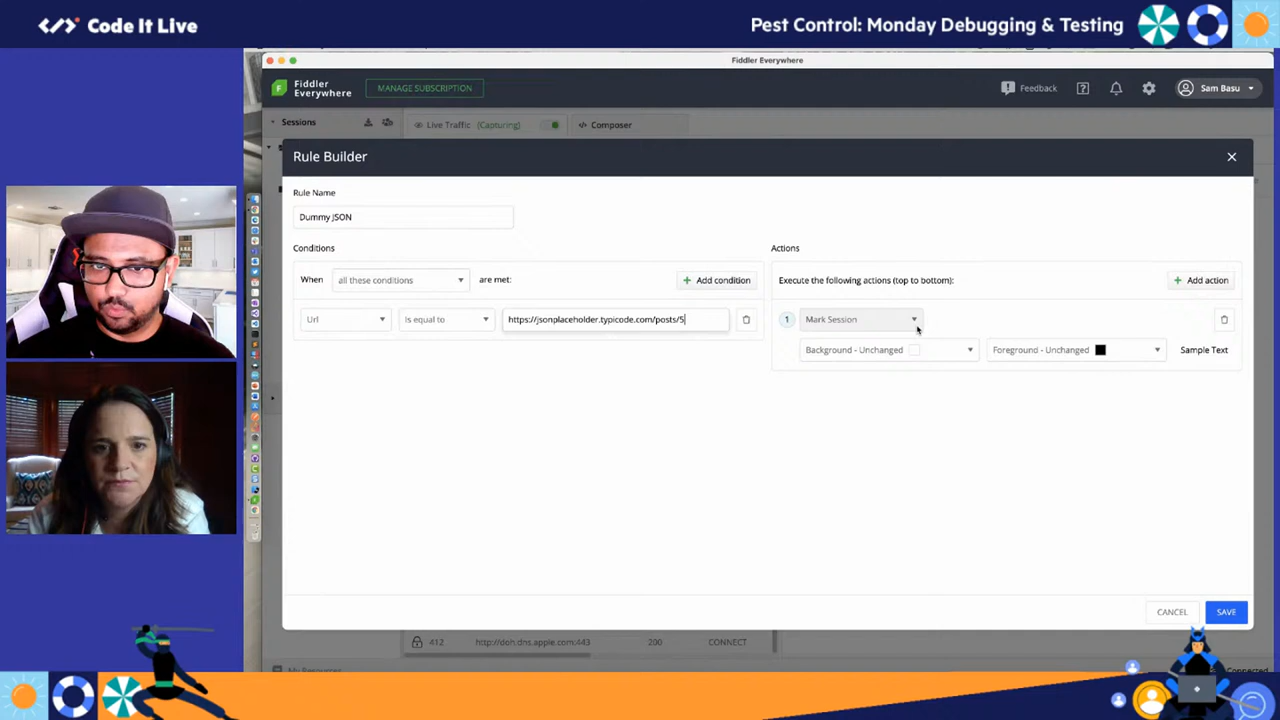 </> Code It Live
Pest Control: Monday Debugging & Testing
Fiddler Everywhere
Fiddler
Everywhere
MANAGE SUBSCRIPTION
Feedback
Sam Basu
Sessions
Live Traffic (Capturing)
</> Composer
Rule Builder
Rule Name
Dummy JSON
Conditions
When
all these conditions
are met:
+ Add condition
Url
Is equal to
https://jsonplaceholder.typicode.com/posts/5
Actions
Execute the following actions (top to bottom):
+ Add action
1
Mark Session
Background - Unchanged
Foreground - Unchanged
Sample Text
CANCEL
SAVE
412
http://doh.dns.apple.com:443
200
CONNECT